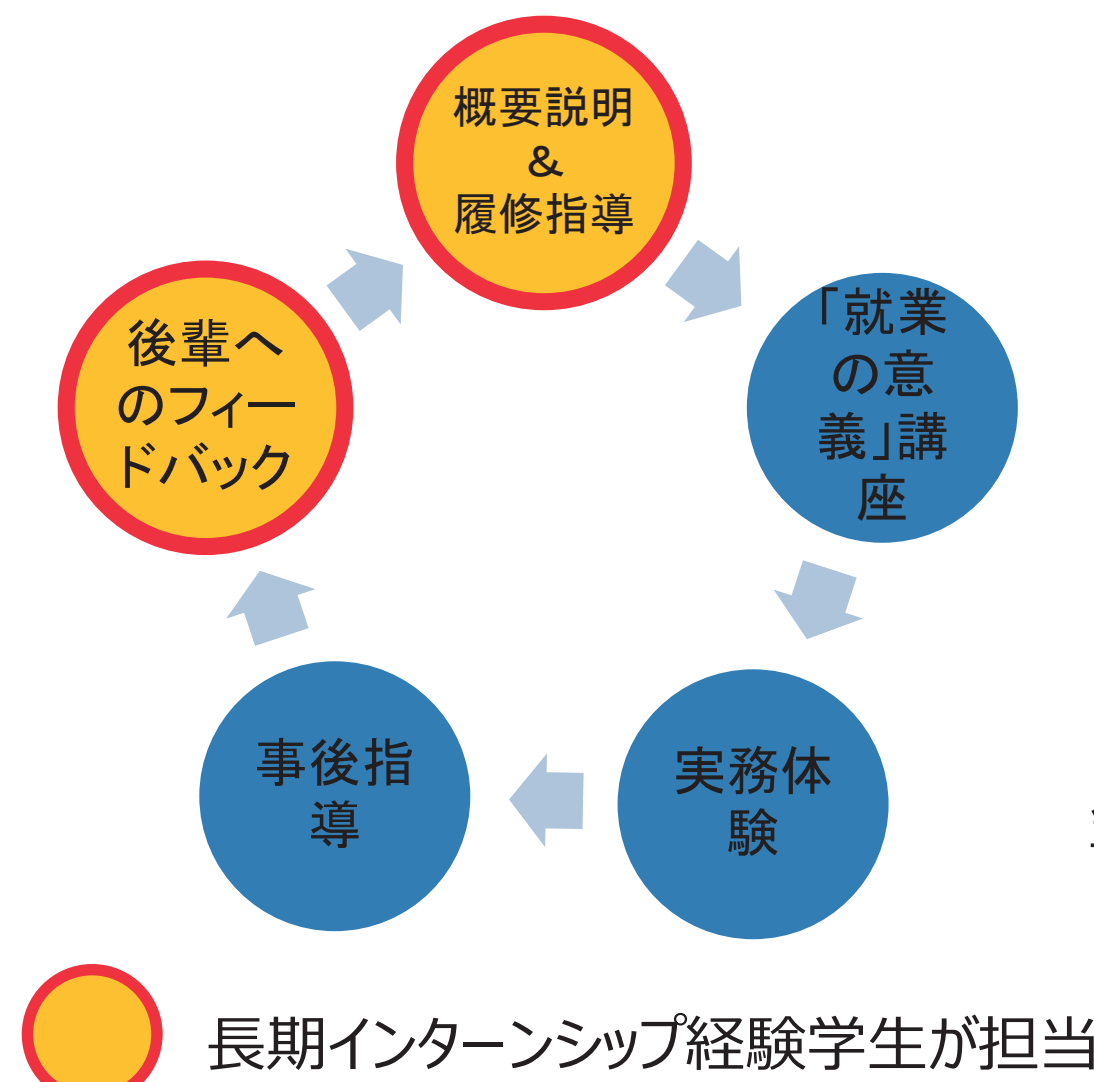 概要説明
&
履修指導
「就業
の意
義」講
座
実務体
験
事後指
導
後輩へ
のフィー
ドバック
長期インターンシップ経験学生が担当